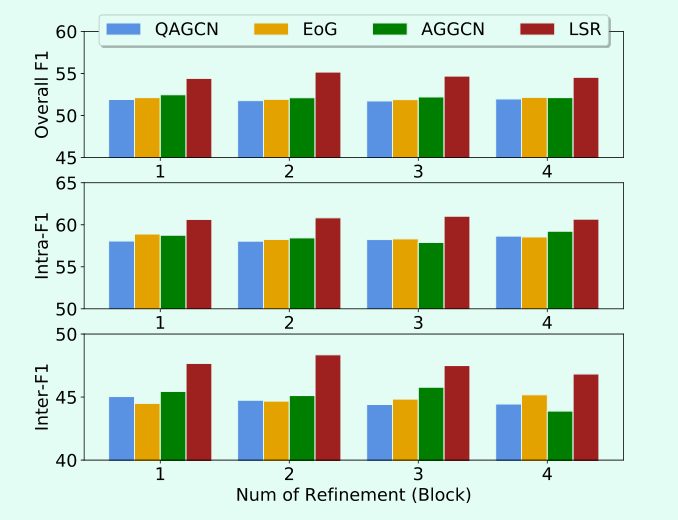 QAGCN EoG AGGCN LSR
60
55
50
45
Overall F1
1 2 3 4
65
60
55
50
Intra-F1
1 2 3 4
50
45
40
Inter-F1
1 2 3 4
Num of Refinement (Block)